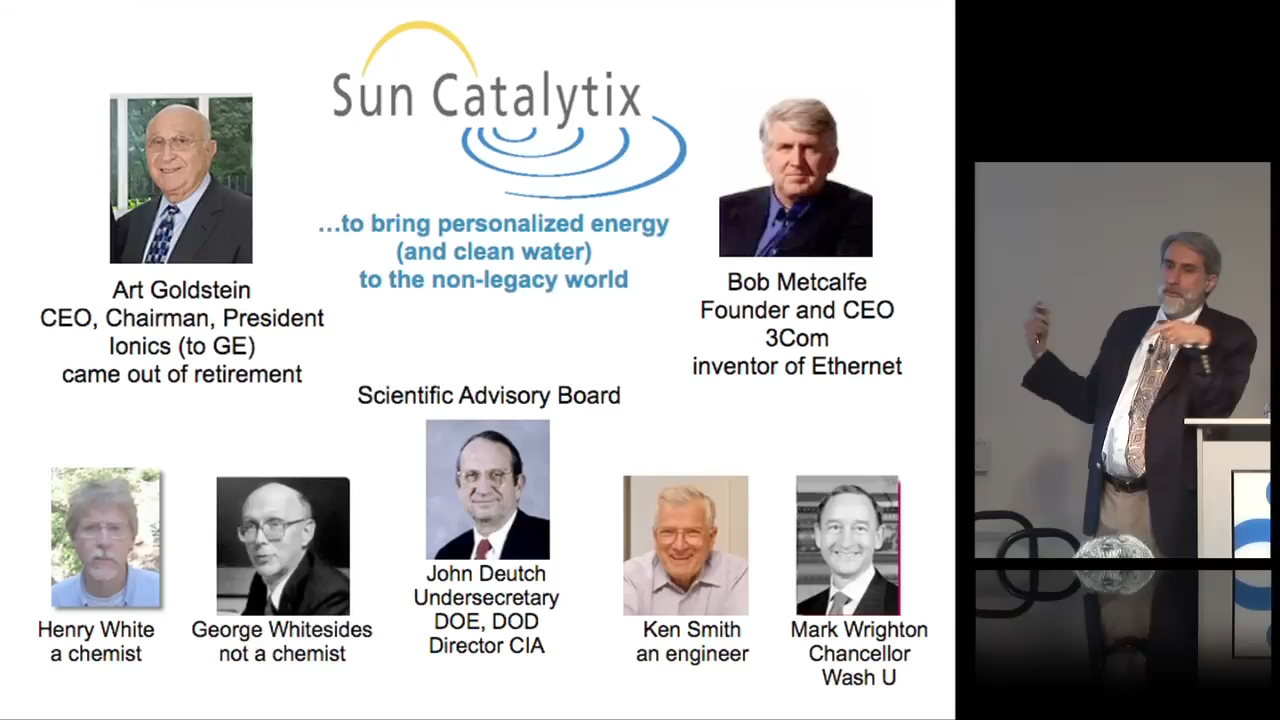 Sun Catalytix
…to bring personalized energy
(and clean water)
to the non-legacy world
Art Goldstein
CEO, Chairman, President
Ionics (to GE)
came out of retirement
Bob Metcalfe
Founder and CEO
3Com
inventor of Ethernet
Scientific Advisory Board
Henry White
a chemist
George Whitesides
not a chemist
John Deutch
Undersecretary
DOE, DOD
Director CIA
Ken Smith
an engineer
Mark Wrighton
Chancellor
Wash U